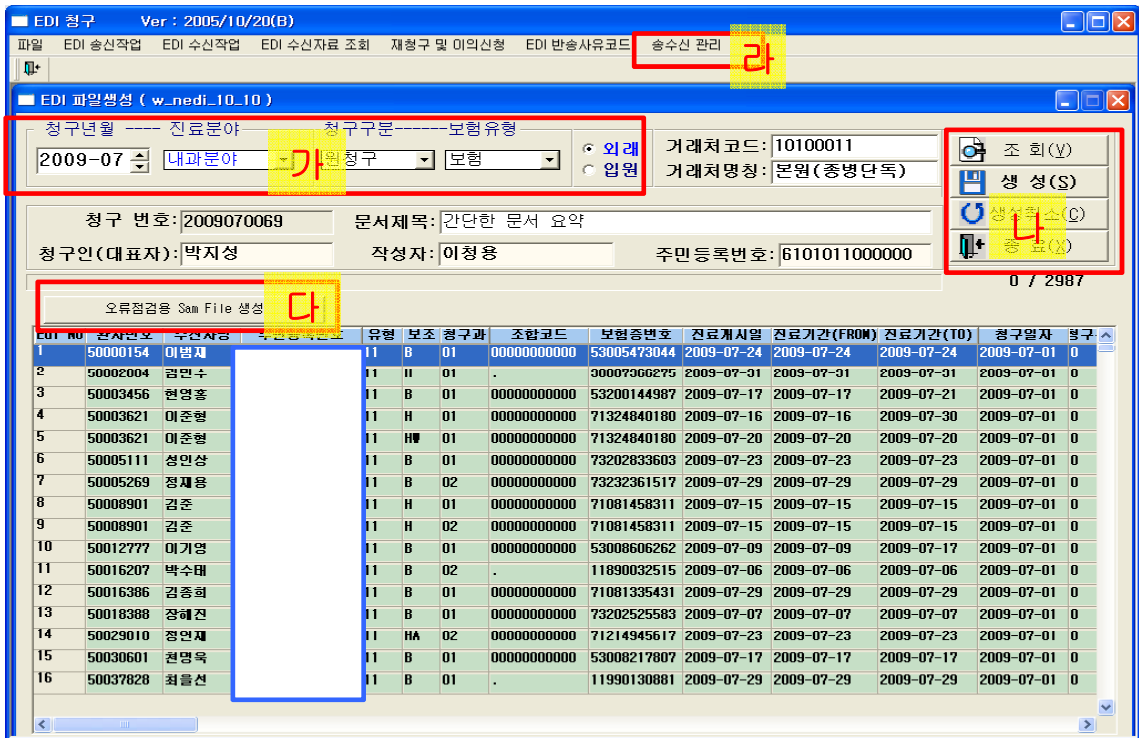 EDI 청구 Ver : 2005/10/20(B)
파일 EDI 송신작업 EDI 수신작업 EDI 수신자료 조회 재청구 및 이의신청 EDI 반송사유코드 송수신 관리
라
EDI 파일생성 ( w_nedi_10_10 )
청구년월 ---- 진료분야 청구구분------보험유형
2009-07 내과분야 원청구 보험
가
외래
입원
거래처코드: 10100011
거래처명칭: 본원(종병단독)
조 회(V)
생 성(S)
생성취소(C)
종 료(X)
나
청구 번호: 2009070069 문서제목: 간단한 문서 요약
청구인(대표자): 박지성 작성자: 이청용 주민등록번호: 6101011000000
0 / 2987
오류점검용 Sam File 생성
다
EDI NO 환자번호 수진자명 유형 보조 청구과 조합코드 보험증번호 진료개시일 진료기간(FROM) 진료기간(TO) 청구일자 청구
1 50000154 이범재 11 B 01 00000000000 53005473044 2009-07-24 2009-07-24 2009-07-24 2009-07-01 0
2 50002004 김민수 11 H 01 . 30007366275 2009-07-31 2009-07-31 2009-07-31 2009-07-01 0
3 50003456 현영홍 11 B 01 00000000000 53200144987 2009-07-17 2009-07-17 2009-07-21 2009-07-01 0
4 50003621 이준형 11 H 01 00000000000 71324840180 2009-07-16 2009-07-16 2009-07-30 2009-07-01 0
5 50003621 이준형 11 HW 01 00000000000 71324840180 2009-07-20 2009-07-20 2009-07-20 2009-07-01 0
6 50005111 성인상 11 B 01 00000000000 73202833603 2009-07-23 2009-07-23 2009-07-23 2009-07-01 0
7 50005269 정재용 11 B 02 00000000000 73232361517 2009-07-29 2009-07-29 2009-07-29 2009-07-01 0
8 50008901 김준 11 H 01 00000000000 71081458311 2009-07-15 2009-07-15 2009-07-15 2009-07-01 0
9 50008901 김준 11 H 02 00000000000 71081458311 2009-07-15 2009-07-15 2009-07-15 2009-07-01 0
10 50012777 이기영 11 B 01 00000000000 53008606262 2009-07-09 2009-07-09 2009-07-17 2009-07-01 0
11 50016207 박수태 11 B 02 . 11890032515 2009-07-06 2009-07-06 2009-07-06 2009-07-01 0
12 50016386 김종희 11 B 01 00000000000 71081335431 2009-07-29 2009-07-29 2009-07-29 2009-07-01 0
13 50018388 장혜진 11 B 01 00000000000 73202525583 2009-07-07 2009-07-07 2009-07-07 2009-07-01 0
14 50029010 정연재 11 HA 02 00000000000 71214945617 2009-07-23 2009-07-23 2009-07-23 2009-07-01 0
15 50030601 천명욱 11 B 01 00000000000 53008217807 2009-07-17 2009-07-17 2009-07-17 2009-07-01 0
16 50037828 최을선 11 B 01 . 11990130881 2009-07-29 2009-07-29 2009-07-29 2009-07-01 0